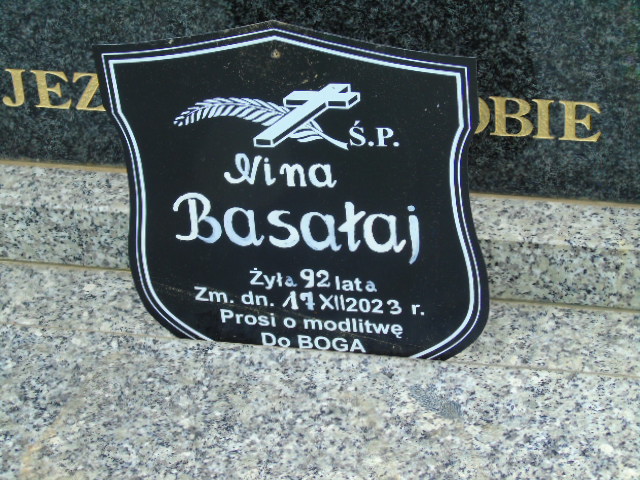 JEZ OBIE
Ś.P.
Nina
Basałaj
Żyła 92 lata
Zm. dn. 17 XII 2023 r.
Prosi o modlitwę
Do BOGA